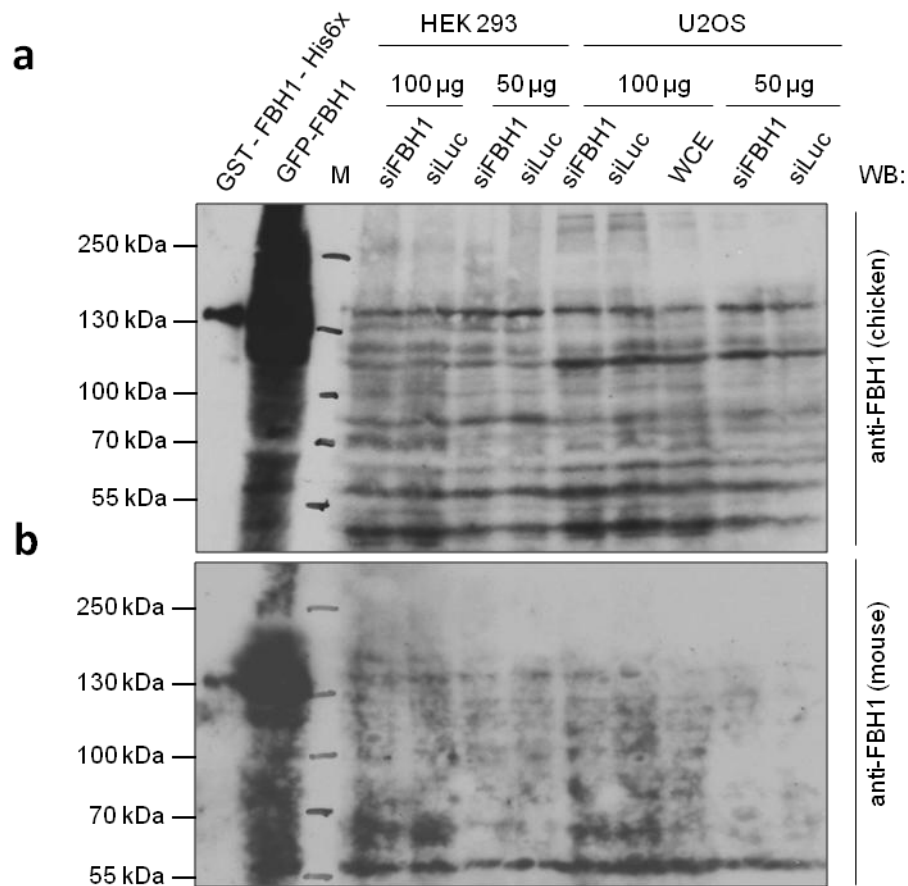 a
HEK 293
U2OS
100 µg
50 µg
100 µg
50 µg
GST - FBH1 - His6x
GFP-FBH1
M
siFBH1
siLuc
siFBH1
siLuc
siFBH1
siLuc
WCE
siFBH1
siLuc
WB:
250 kDa
130 kDa
100 kDa
70 kDa
55 kDa
anti-FBH1 (chicken)
b
250 kDa
130 kDa
100 kDa
70 kDa
55 kDa
anti-FBH1 (mouse)